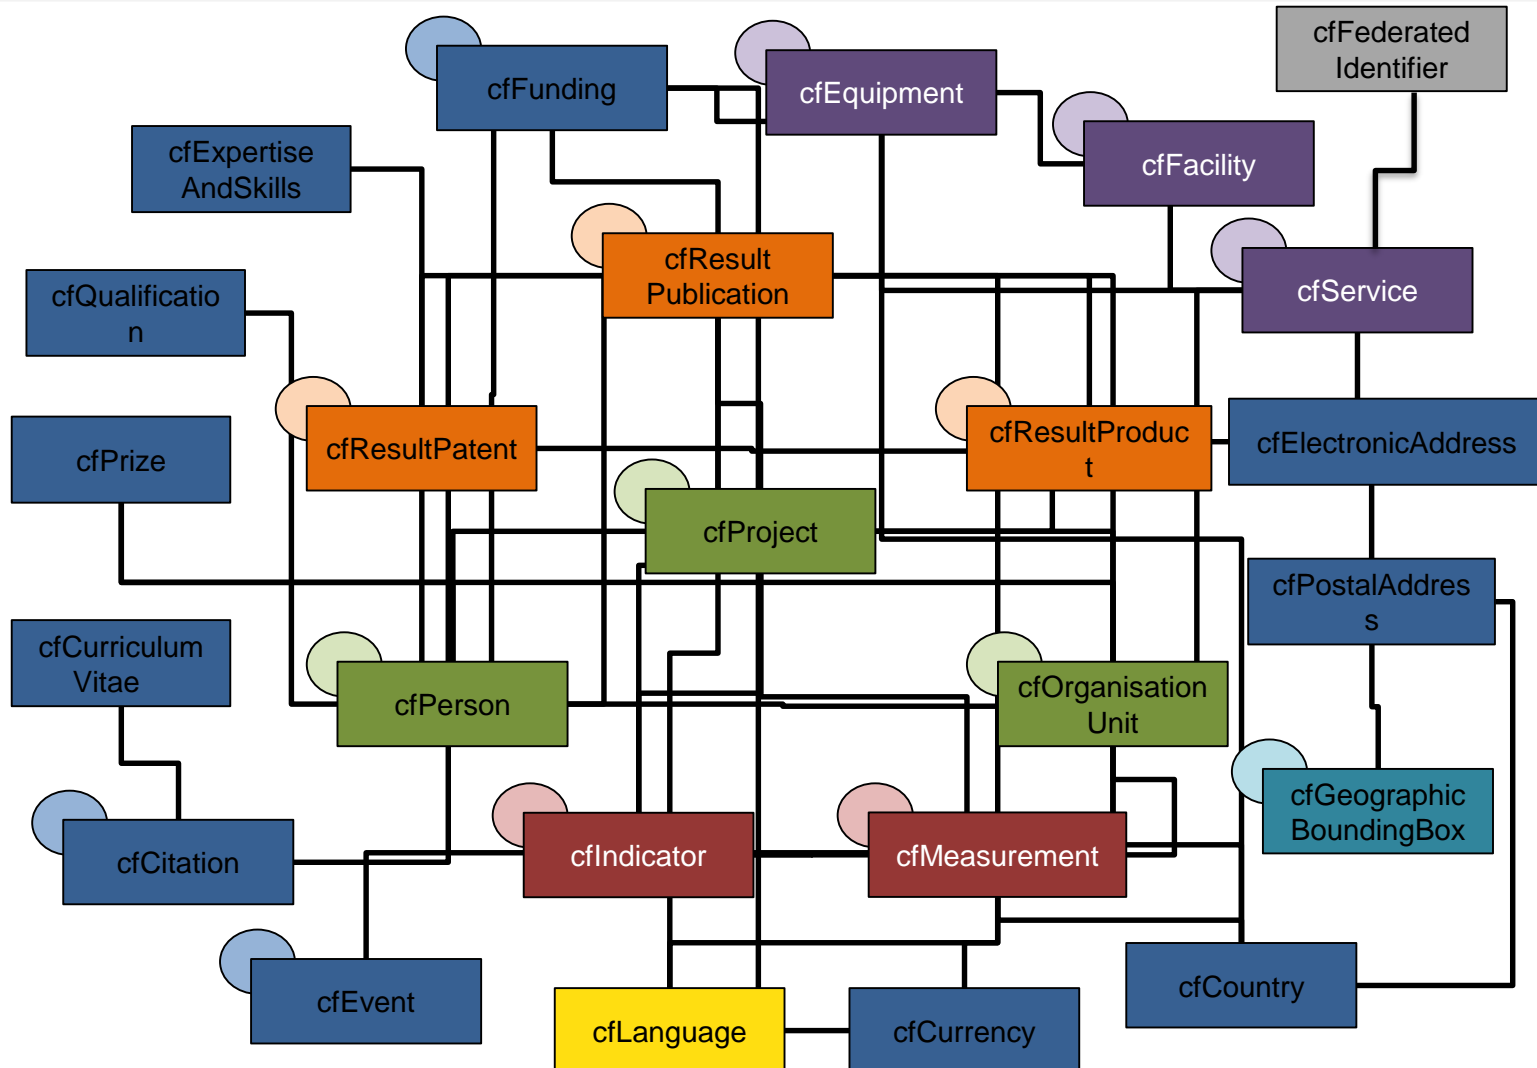 cfFederated
Identifier
cfFunding
cfEquipment
cfExpertise
AndSkills
cfFacility
cfResult
Publication
cfService
cfQualificatio
n
cfResultPatent
cfResultProduc
t
cfElectronicAddress
cfPrize
cfProject
cfPostalAddres
s
cfCurriculum
Vitae
cfPerson
cfOrganisation
Unit
cfGeographic
BoundingBox
cfCitation
cfIndicator
cfMeasurement
cfEvent
cfCountry
cfLanguage
cfCurrency